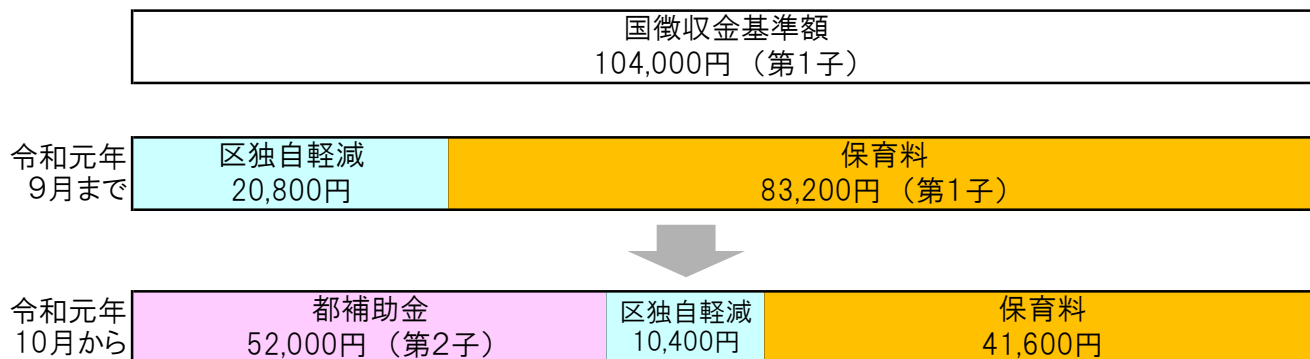 国徴収金基準額
104,000円 (第1子)
令和元年
9月まで
区独自軽減
20,800円
保育料
83,200円 (第1子)
令和元年
10月から
都補助金
52,000円 (第2子)
区独自軽減
10,400円
保育料
41,600円